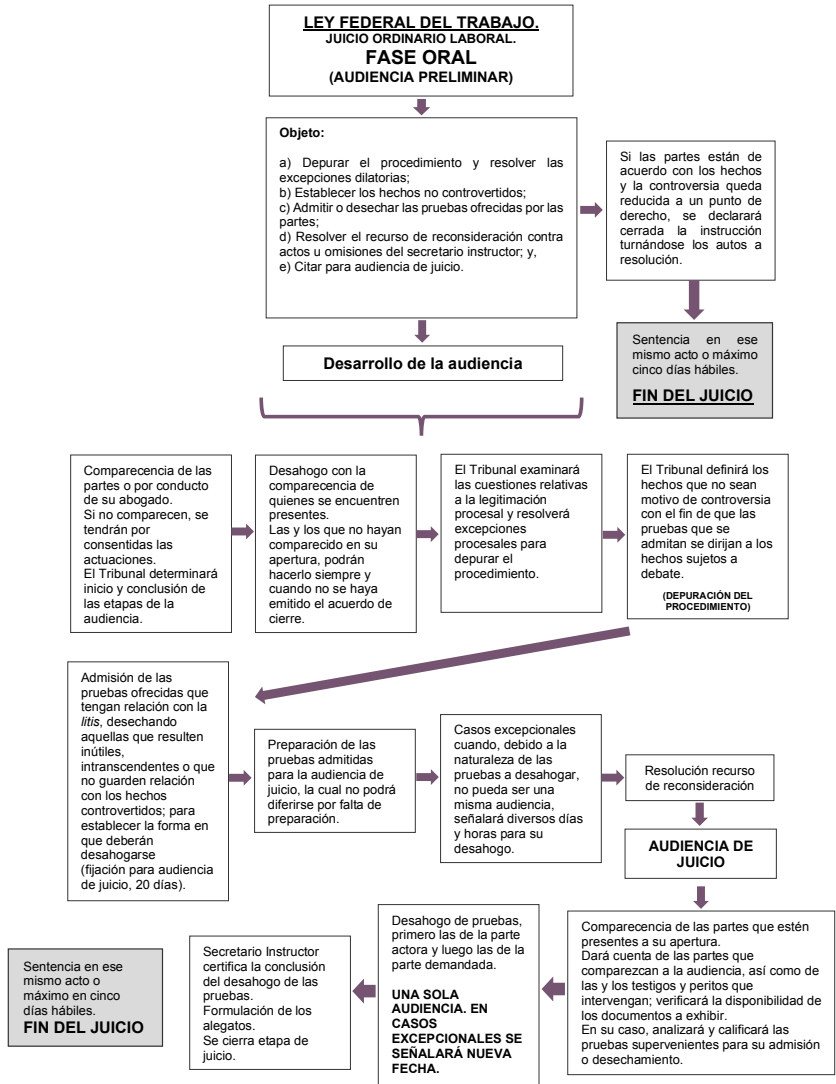 LEY FEDERAL DEL TRABAJO.
JUICIO ORDINARIO LABORAL.
FASE ORAL
(AUDIENCIA PRELIMINAR)
Objeto:
a) Depurar el procedimiento y resolver las
excepciones dilatorias;
b) Establecer los hechos no controvertidos;
c) Admitir o desechar las pruebas ofrecidas por las
partes;
d) Resolver el recurso de reconsideración contra
actos u omisiones del secretario instructor; y,
e) Citar para audiencia de juicio.
Si las partes están de
acuerdo con los hechos
y la controversia queda
reducida a un punto de
derecho, se declarará
cerrada la instrucción
turnándose los autos a
resolución.
Sentencia en ese
mismo acto o máximo
cinco días hábiles.
FIN DEL JUICIO
Desarrollo de la audiencia
Comparecencia de las
partes o por conducto
de su abogado.
Si no comparecen, se
tendrán por
consentidas las
actuaciones.
El Tribunal determinará
inicio y conclusión de
las etapas de la
audiencia.
Desahogo con la
comparecencia de
quienes se encuentren
presentes.
Las y los que no hayan
comparecido en su
apertura, podrán
hacerlo siempre y
cuando no se haya
emitido el acuerdo de
cierre.
El Tribunal examinará
las cuestiones relativas
a la legitimación
procesal y resolverá
excepciones
procesales para
depurar el
procedimiento.
El Tribunal definirá los
hechos que no sean
motivo de controversia
con el fin de que las
pruebas que se
admitan se dirijan a los
hechos sujetos a
debate.
(DEPURACIÓN DEL
PROCEDIMIENTO)
Admisión de las
pruebas ofrecidas que
tengan relación con la
litis, desechando
aquellas que resulten
inútiles,
intranscendentes o que
no guarden relación
con los hechos
controvertidos; para
establecer la forma en
que deberán
desahogarse
(fijación para audiencia
de juicio, 20 días).
Preparación de las
pruebas admitidas
para la audiencia de
juicio, la cual no podrá
diferirse por falta de
preparación.
Casos excepcionales
cuando, debido a la
naturaleza de las
pruebas a desahogar,
no pueda ser una
misma audiencia,
señalará diversos días
y horas para su
desahogo.
Resolución recurso
de reconsideración
AUDIENCIA DE
JUICIO
Comparecencia de las partes que estén
presentes a su apertura.
Dará cuenta de las partes que
comparezcan a la audiencia, así como de
las y los testigos y peritos que
intervengan; verificará la disponibilidad de
los documentos a exhibir.
En su caso, analizará y calificará las
pruebas supervenientes para su admisión
o desechamiento.
Desahogo de pruebas,
primero las de la parte
actora y luego las de la
parte demandada.
UNA SOLA
AUDIENCIA. EN
CASOS
EXCEPCIONALES SE
SEÑALARÁ NUEVA
FECHA.
Secretario Instructor
certifica la conclusión
del desahogo de las
pruebas.
Formulación de los
alegatos.
Se cierra etapa de
juicio.
Sentencia en ese
mismo acto o
máximo en cinco
días hábiles.
FIN DEL JUICIO